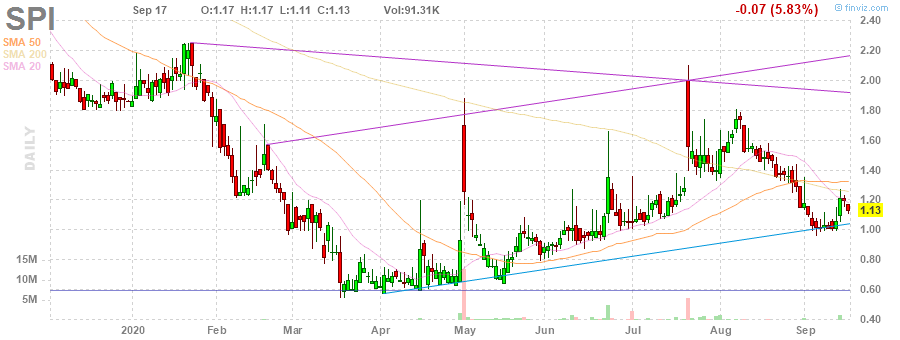 SPI Sep 17 O:1.17 H:1.17 L:1.11 C:1.13 Vol:91.31K -0.07 (5.83%) © finviz.com
SMA 50
SMA 200
SMA 20
DAILY
2.40
2.20
2.00
1.80
1.60
1.40
1.20
1.13
1.00
0.80
0.60
0.40
15M
10M
5M
2020 Feb Mar Apr May Jun Jul Aug Sep